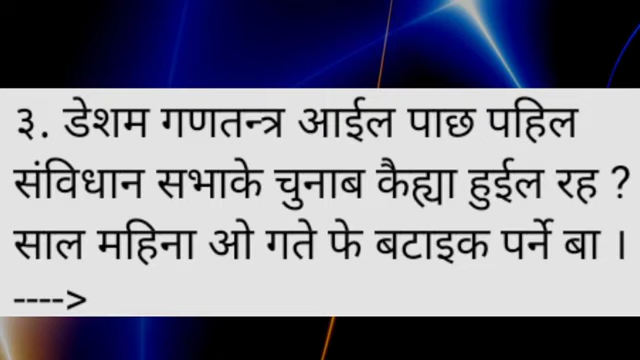 ३. डेशम गणतन्त्र आईल पाछ पहिल
संविधान सभाके चुनाब कैह्या हुईल रह ?
साल महिना ओ गते फे बटाइक पर्ने बा ।
---->